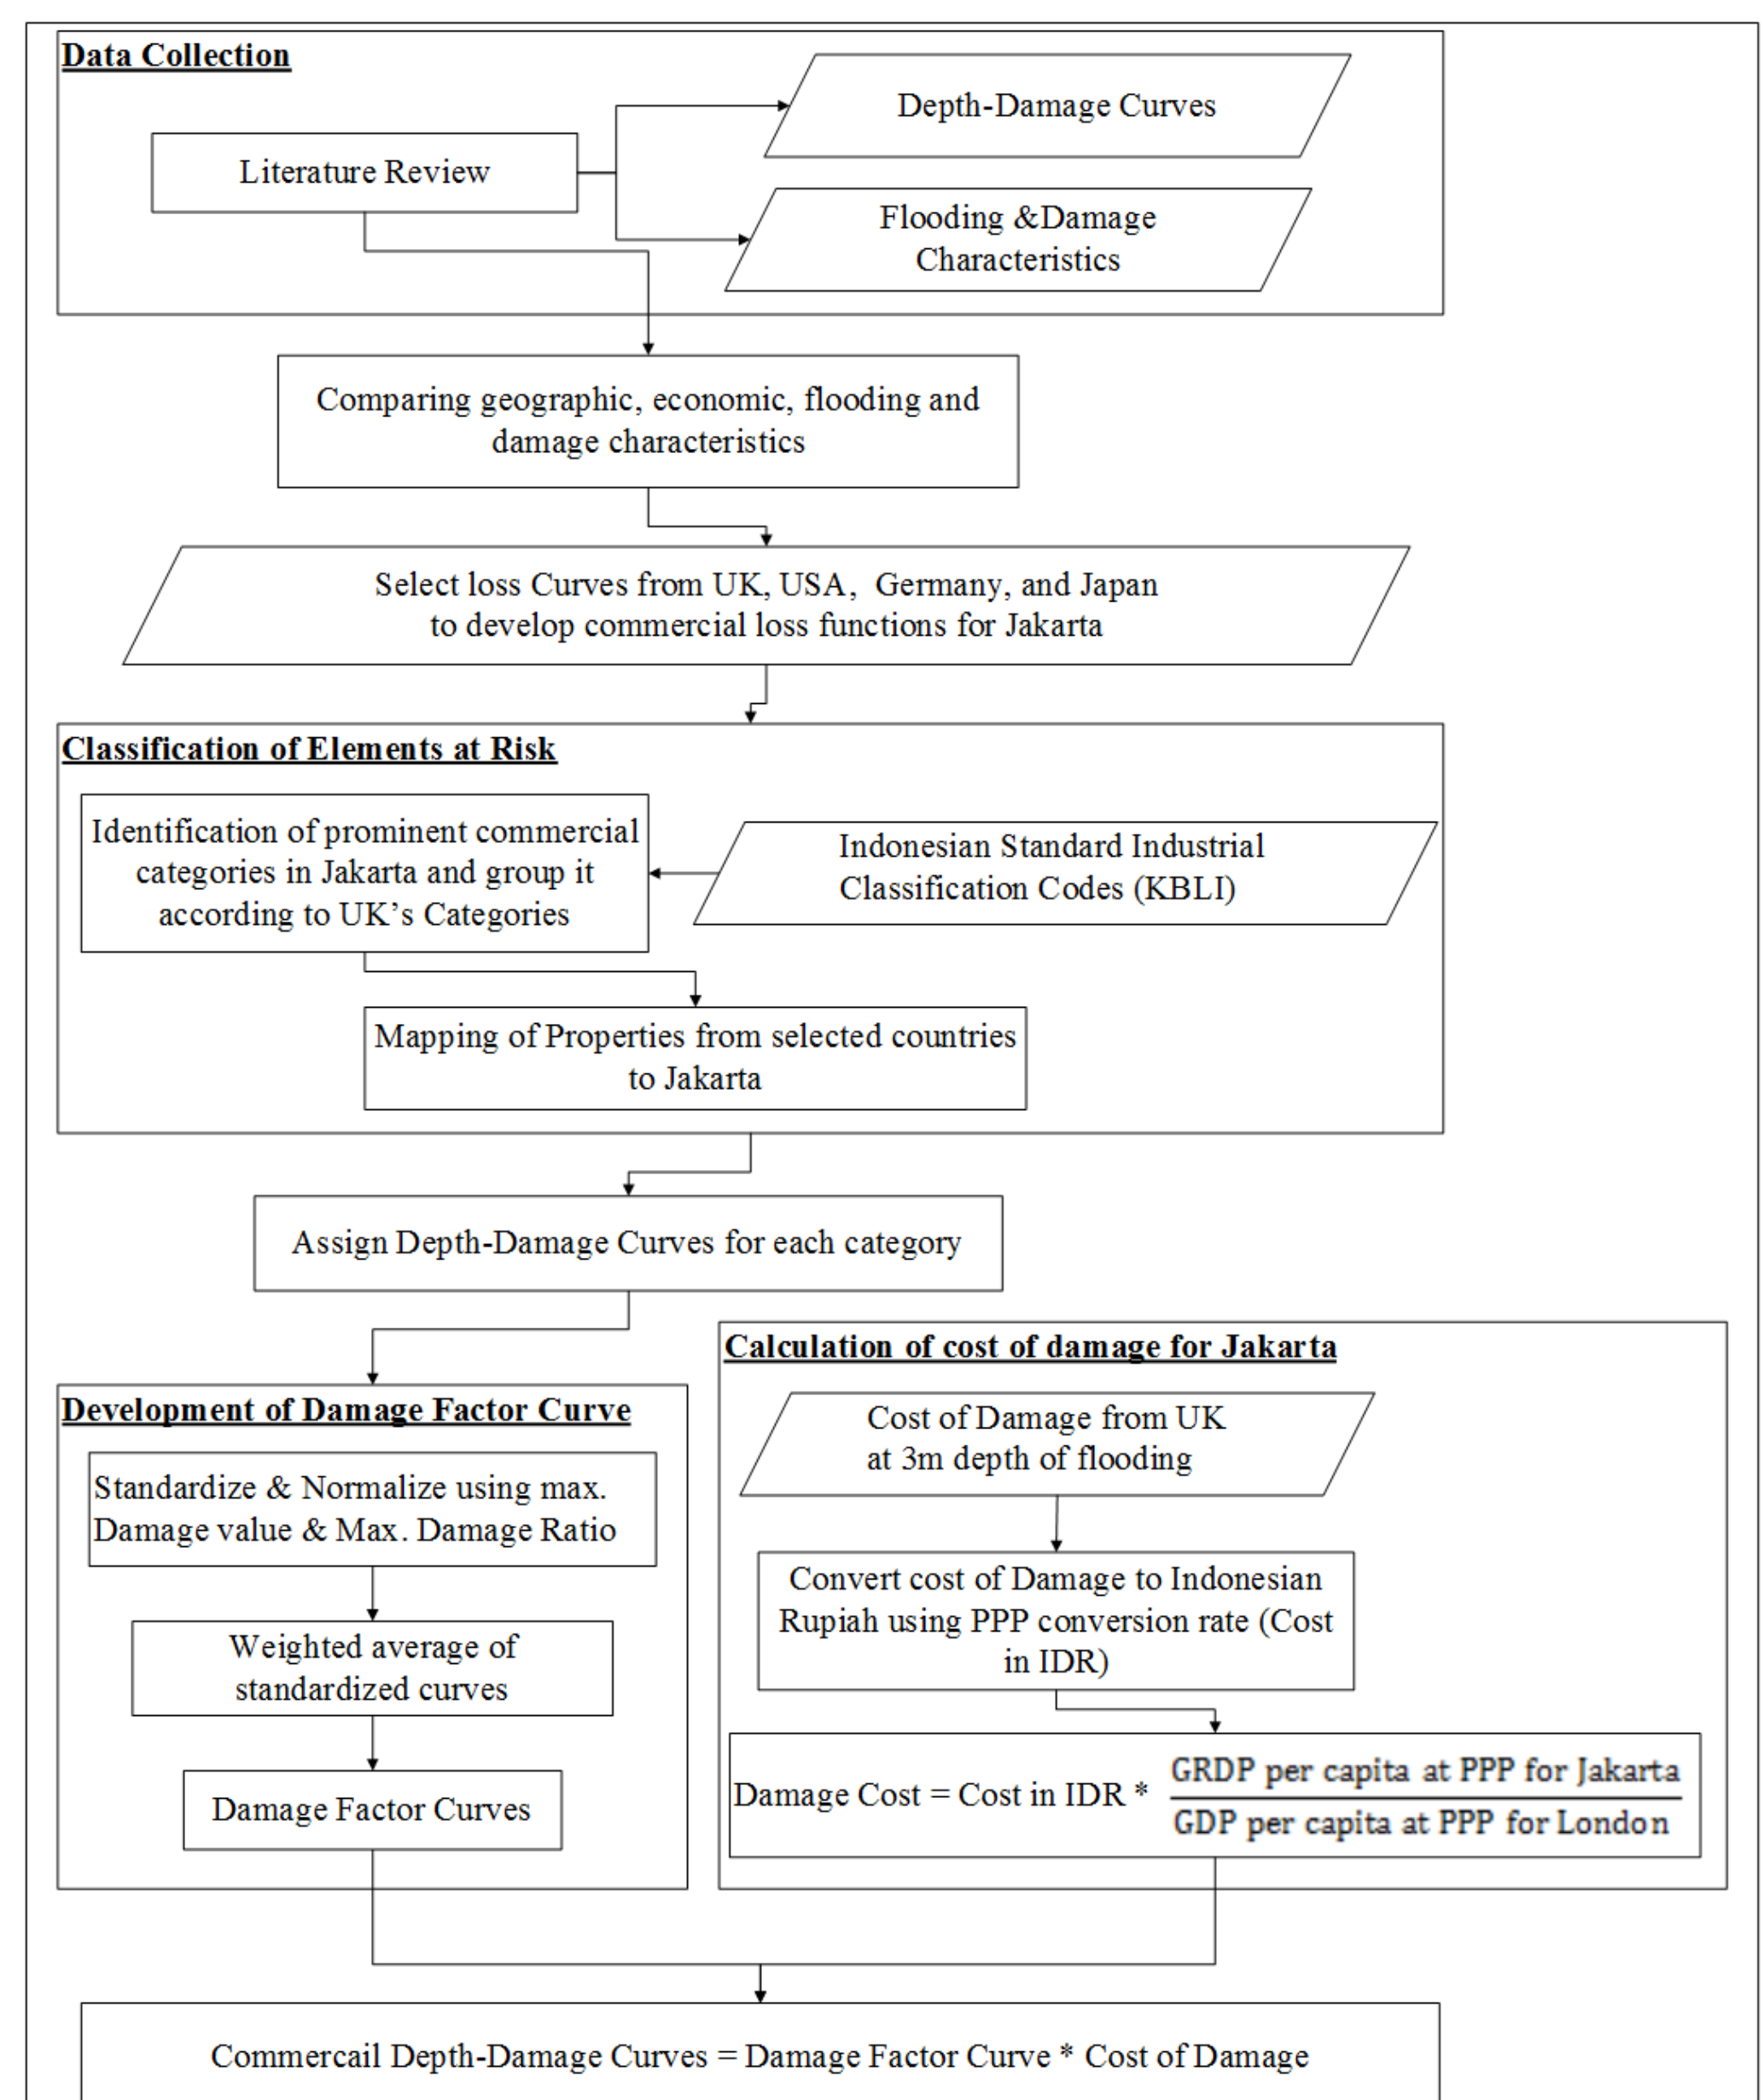 Data Collection
Depth-Damage Curves
Literature Review
Flooding &Damage
Characteristics
Comparing geographic, economic, flooding and
damage characteristics
Select loss Curves from UK, USA, Germany, and Japan
to develop commercial loss functions for Jakarta
Classification of Elements at Risk
Identification of prominent commercial
categories in Jakarta and group it
according to UK’s Categories
Indonesian Standard Industrial
Classification Codes (KBLI)
Mapping of Properties from selected countries
to Jakarta
Assign Depth-Damage Curves for each category
Development of Damage Factor Curve
Standardize & Normalize using max.
Damage value & Max. Damage Ratio
Weighted average of
standardized curves
Damage Factor Curves
Calculation of cost of damage for Jakarta
Cost of Damage from UK
at 3m depth of flooding
Convert cost of Damage to Indonesian
Rupiah using PPP conversion rate (Cost
in IDR)
Damage Cost = Cost in IDR *
GRDP per capita at PPP for Jakarta
GDP per capita at PPP for London
Commercail Depth-Damage Curves = Damage Factor Curve * Cost of Damage